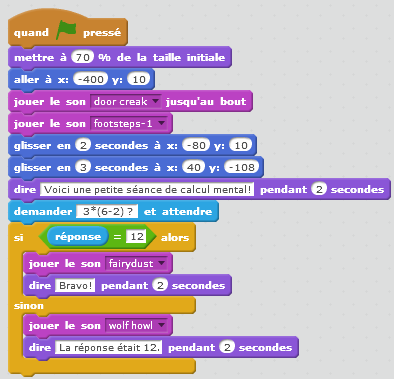 quand pressé
mettre à 70 % de la taille initiale
aller à x: -400 y: 10
jouer le son door creak jusqu'au bout
jouer le son footsteps-1
glisser en 2 secondes à x: -80 y: 10
glisser en 3 secondes à x: 40 y: -108
dire Voici une petite séance de calcul mental! pendant 2 secondes
demander 3*(6-2) ? et attendre
si réponse = 12 alors
jouer le son fairydust
dire Bravo! pendant 2 secondes
sinon
jouer le son wolf howl
dire La réponse était 12. pendant 2 secondes